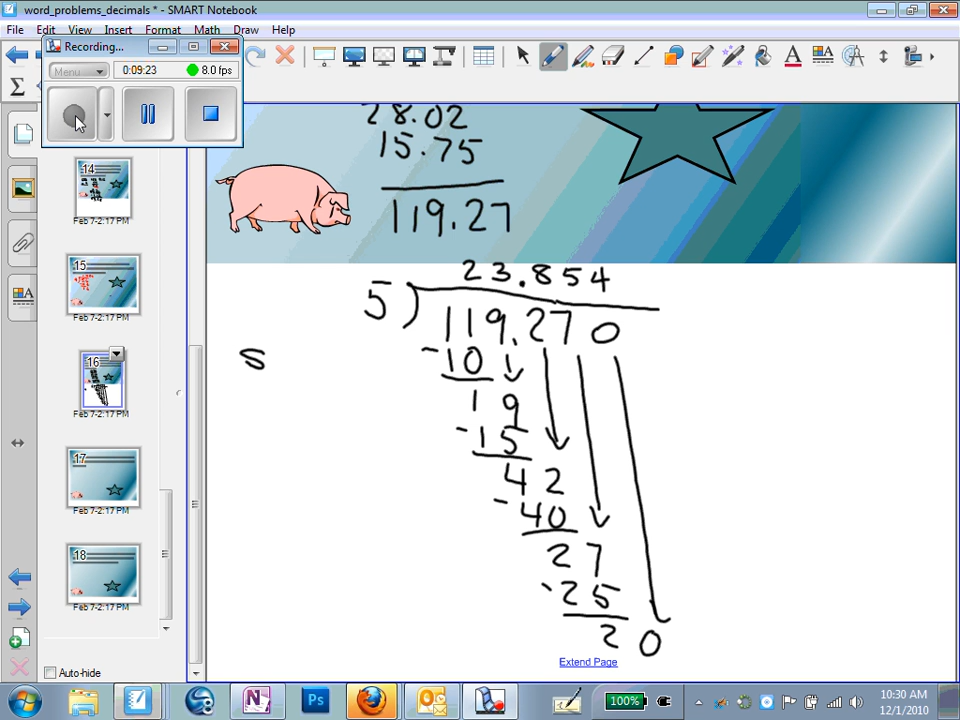 word_problems_decimals * - SMART Notebook
File Edit View Insert Format Math Draw Help
Recording...
Menu 0:09:23 8.0 fps
Σ
A
14
Feb 7-2:17 PM
15
Feb 7-2:17 PM
16
Feb 7-2:17 PM
17
Feb 7-2:17 PM
18
Feb 7-2:17 PM
Auto-hide
28.02
15.75
119.27
23.854
5) 119.270
-10
19
-15
42
-40
27
-25
20
Extend Page
Ps
100%
10:30 AM
12/1/2010